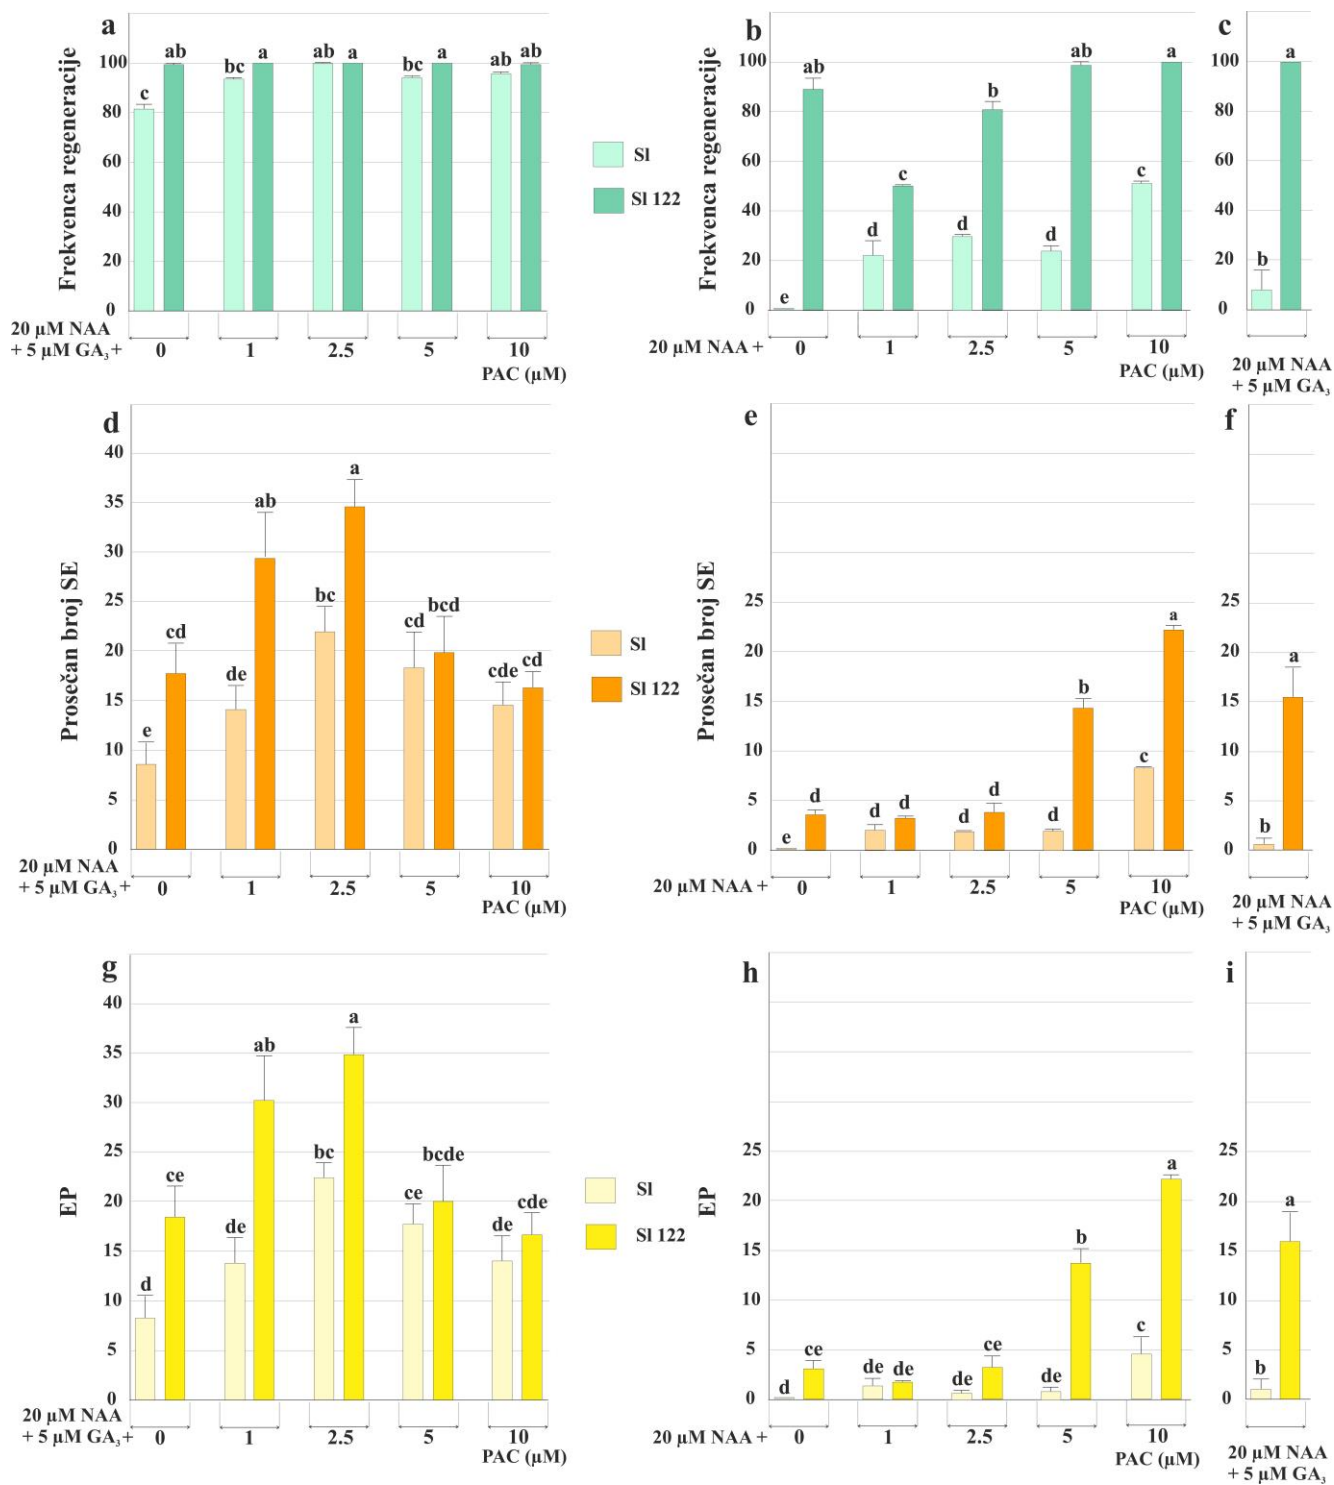 a
Frekvenca regeneracije
100
80
60
40
20
0
c ab bc a ab a bc a ab ab
20 µM NAA
+ 5 µM GA₃ + 0 1 2.5 5 10
PAC (µM)
Sl
Sl 122
b
Frekvenca regeneracije
100
80
60
40
20
0
e ab d c d b d ab c a
20 µM NAA + 0 1 2.5 5 10
PAC (µM)
c
100
80
60
40
20
0
b a
20 µM NAA
+ 5 µM GA₃
d
Prosečan broj SE
40
35
30
25
20
15
10
5
0
e cd de ab bc a cd bcd cde cd
20 µM NAA
+ 5 µM GA₃ + 0 1 2.5 5 10
PAC (µM)
Sl
Sl 122
e
Prosečan broj SE
25
20
15
10
5
0
e d d d d d d b c a
20 µM NAA + 0 1 2.5 5 10
PAC (µM)
f
25
20
15
10
5
0
b a
20 µM NAA
+ 5 µM GA₃
g
EP
40
35
30
25
20
15
10
5
0
d ce de ab bc a ce bcde de cde
20 µM NAA
+ 5 µM GA₃ + 0 1 2.5 5 10
PAC (µM)
Sl
Sl 122
h
EP
25
20
15
10
5
0
d ce de de de ce de b c a
20 µM NAA + 0 1 2.5 5 10
PAC (µM)
i
25
20
15
10
5
0
b a
20 µM NAA
+ 5 µM GA₃